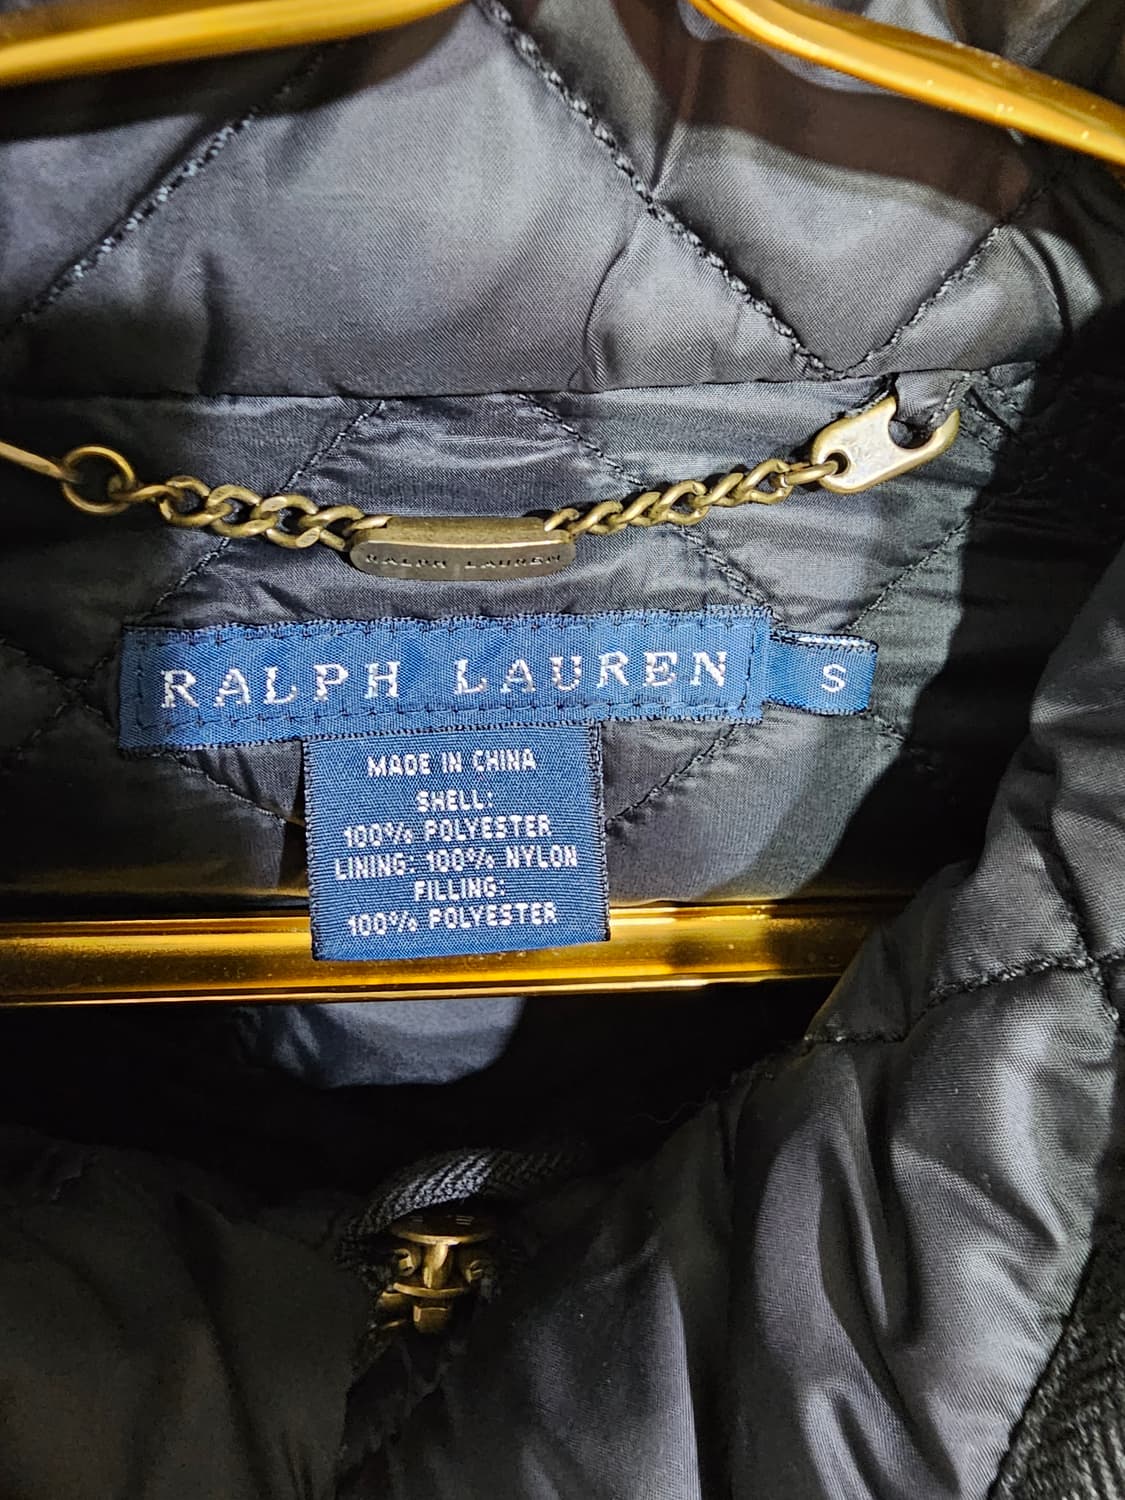 RALPH LAUREN
RALPH LAUREN
S
MADE IN CHINA
SHELL:
100% POLYESTER
LINING: 100% NYLON
FILLING:
100% POLYESTER